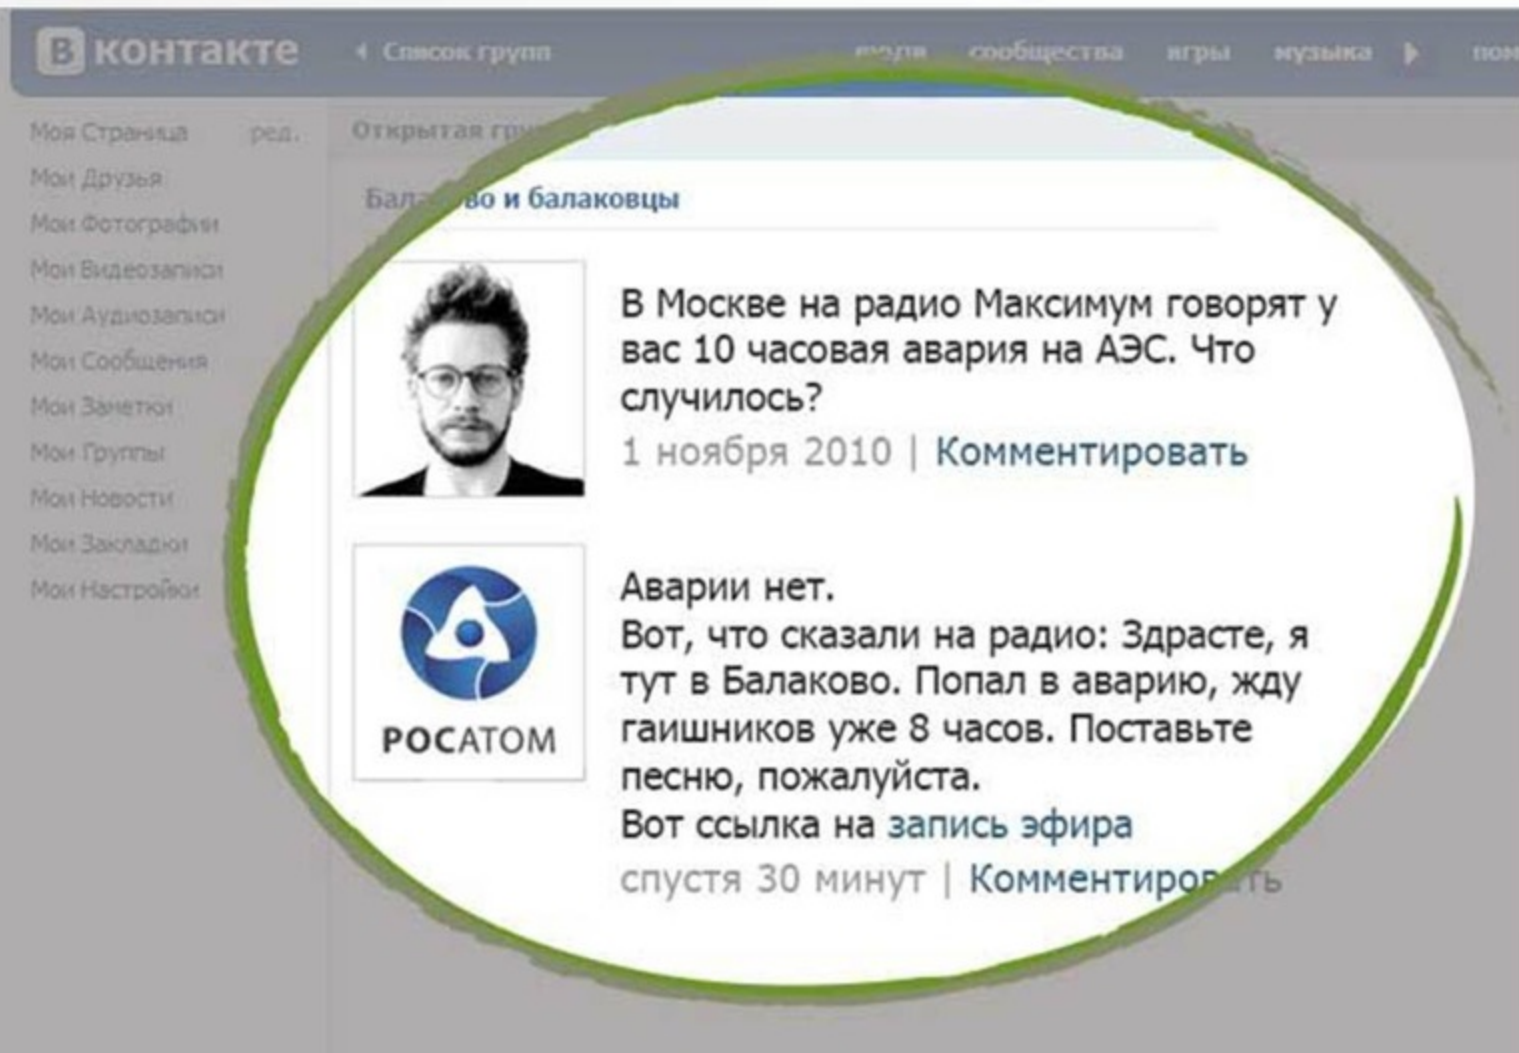 В контакте
Список групп
люди сообщества игры музыка
Моя Страница ред.
Мои Друзья
Мои Фотографии
Мои Видеозаписи
Мои Аудиозаписи
Мои Сообщения
Мои Заметки
Мои Группы
Мои Новости
Мои Закладки
Мои Настройки
Открытая
Балаково и балаковцы
В Москве на радио Максимум говорят у
вас 10 часовая авария на АЭС. Что
случилось?
1 ноября 2010 | Комментировать
РОСАТОМ
Аварии нет.
Вот, что сказали на радио: Здрасте, я
тут в Балаково. Попал в аварию, жду
гаишников уже 8 часов. Поставьте
песню, пожалуйста.
Вот ссылка на запись эфира
спустя 30 минут | Комментировать